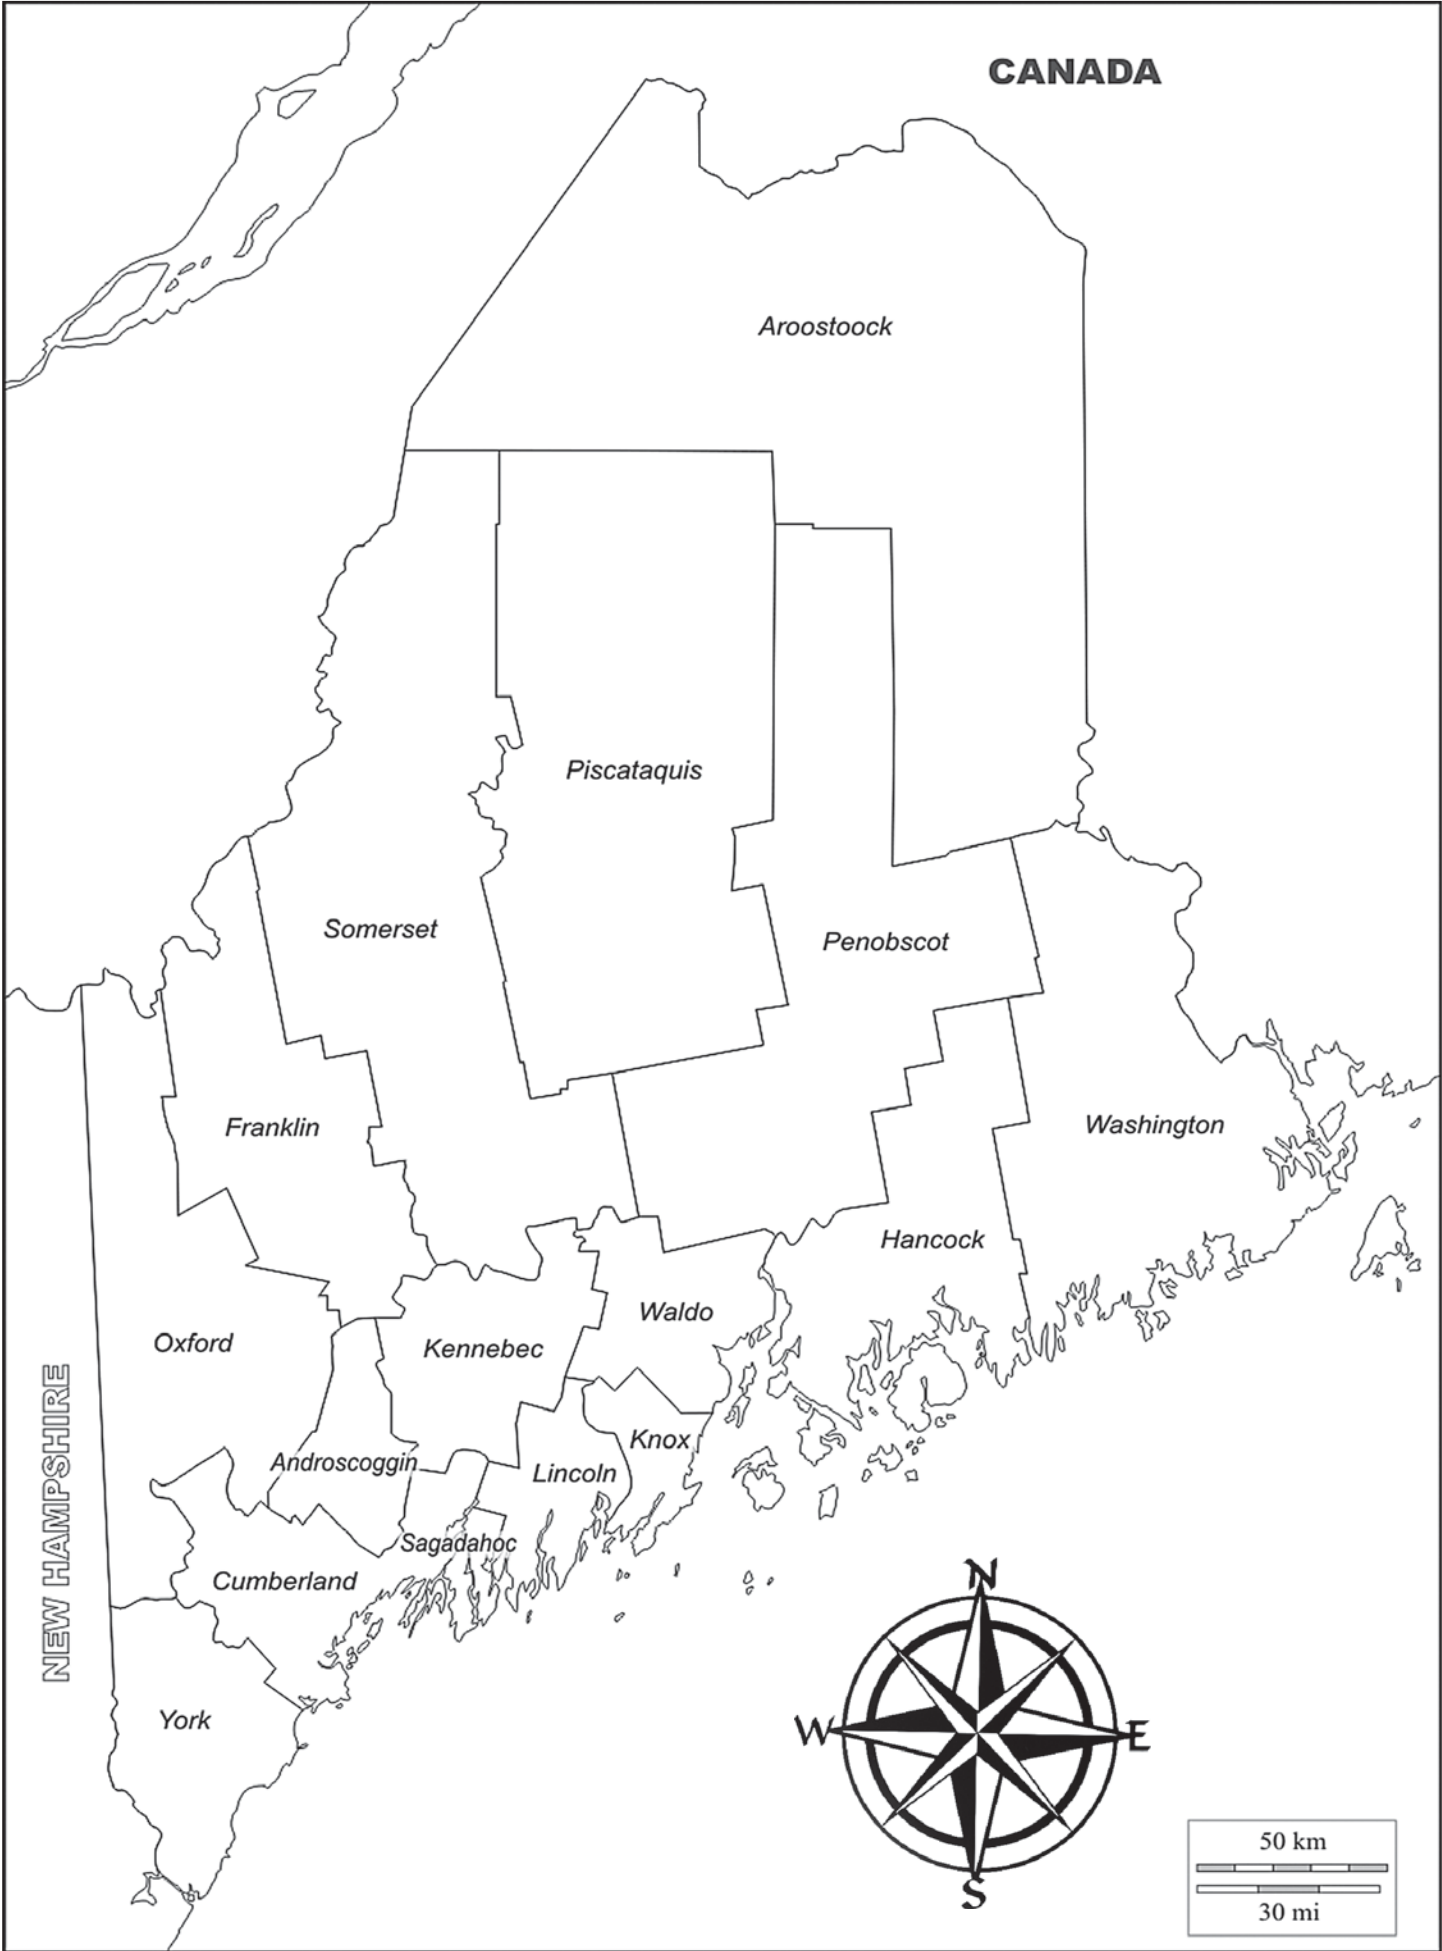 CANADA
Aroostoock
Piscataquis
Somerset
Penobscot
Franklin
Washington
Hancock
Waldo
Oxford
Kennebec
NEW HAMPSHIRE
Knox
Androscoggin
Lincoln
Sagadahoc
Cumberland
York
N
W
E
S
50 km
30 mi